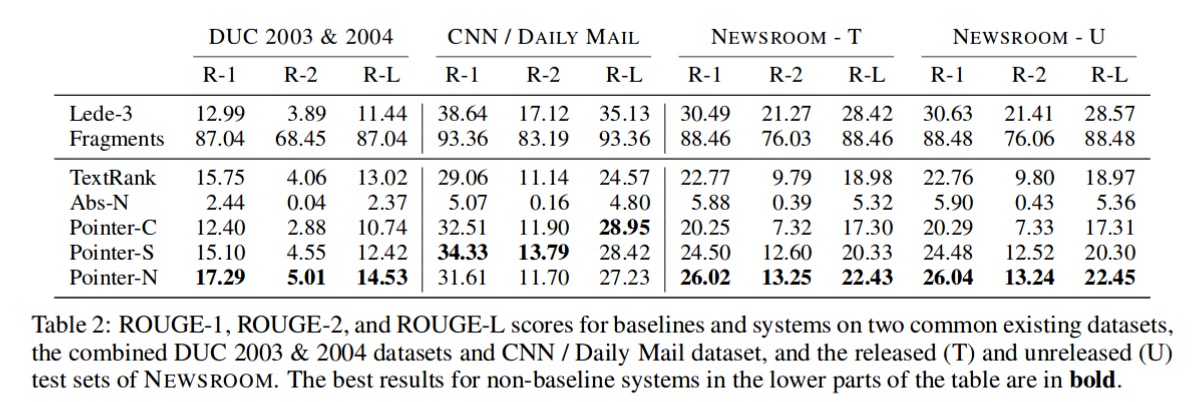 DUC 2003 & 2004 CNN / DAILY MAIL NEWSROOM - T NEWSROOM - U
R-1 R-2 R-L R-1 R-2 R-L R-1 R-2 R-L R-1 R-2 R-L
Lede-3 12.99 3.89 11.44 38.64 17.12 35.13 30.49 21.27 28.42 30.63 21.41 28.57
Fragments 87.04 68.45 87.04 93.36 83.19 93.36 88.46 76.03 88.46 88.48 76.06 88.48
TextRank 15.75 4.06 13.02 29.06 11.14 24.57 22.77 9.79 18.98 22.76 9.80 18.97
Abs-N 2.44 0.04 2.37 5.07 0.16 4.80 5.88 0.39 5.32 5.90 0.43 5.36
Pointer-C 12.40 2.88 10.74 32.51 11.90 28.95 20.25 7.32 17.30 20.29 7.33 17.31
Pointer-S 15.10 4.55 12.42 34.33 13.79 28.42 24.50 12.60 20.33 24.48 12.52 20.30
Pointer-N 17.29 5.01 14.53 31.61 11.70 27.23 26.02 13.25 22.43 26.04 13.24 22.45
Table 2: ROUGE-1, ROUGE-2, and ROUGE-L scores for baselines and systems on two common existing datasets,
the combined DUC 2003 & 2004 datasets and CNN / Daily Mail dataset, and the released (T) and unreleased (U)
test sets of NEWSROOM. The best results for non-baseline systems in the lower parts of the table are in bold.